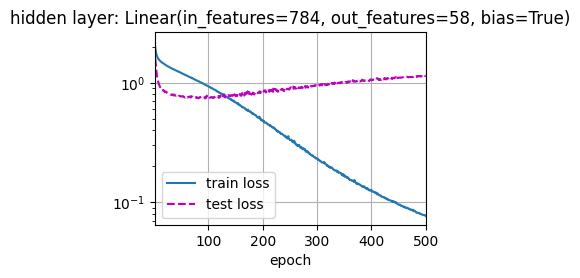 hidden layer: Linear(in_features=784, out_features=58, bias=True)
10⁰
10⁻¹
train loss
test loss
100 200 300 400 500
epoch